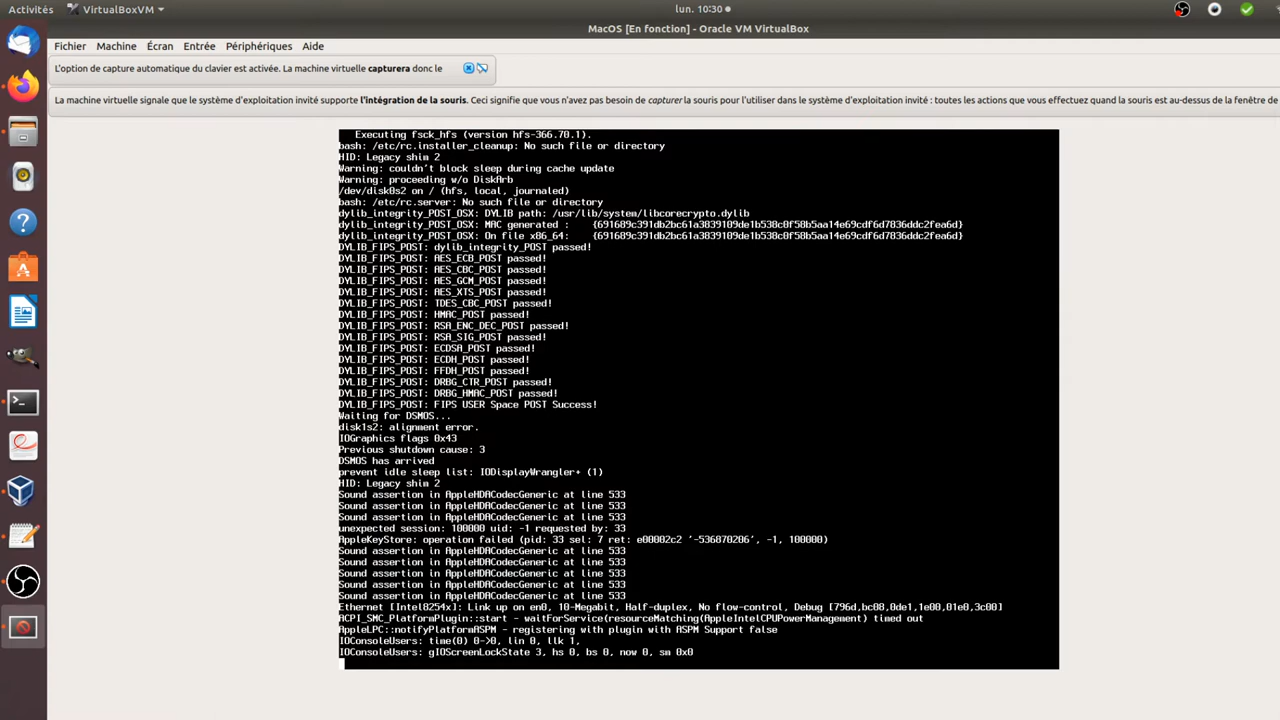 Activités
VirtualBoxVM
lun. 10:30
MacOS [En fonction] - Oracle VM VirtualBox
Fichier Machine Écran Entrée Périphériques Aide
L'option de capture automatique du clavier est activée. La machine virtuelle capturera donc le
La machine virtuelle signale que le système d'exploitation invité supporte l'intégration de la souris. Ceci signifie que vous n'avez pas besoin de capturer la souris pour l'utiliser dans le système d'exploitation invité : toutes les actions que vous effectuez quand la souris est au-dessus de la fenêtre de
Executing fsck_hfs (version hfs-366.70.1).
bash: /etc/rc.installer_cleanup: No such file or directory
HID: Legacy shim 2
Warning: couldn't block sleep during cache update
Warning: proceeding w/o DiskArb
/dev/disk0s2 on / (hfs, local, journaled)
bash: /etc/rc.server: No such file or directory
dylib_integrity_POST_OSX: DYLIB path: /usr/lib/system/libcorecrypto.dylib
dylib_integrity_POST_OSX: MAC generated : {691689c391db2bc61a3839109de1b538c0f58b5aa14e69cdf6d7836ddc2fea6d}
dylib_integrity_POST_OSX: On file x86_64: {691689c391db2bc61a3839109de1b538c0f58b5aa14e69cdf6d7836ddc2fea6d}
DYLIB_FIPS_POST: dylib_integrity_POST passed!
DYLIB_FIPS_POST: AES_ECB_POST passed!
DYLIB_FIPS_POST: AES_CBC_POST passed!
DYLIB_FIPS_POST: AES_GCM_POST passed!
DYLIB_FIPS_POST: AES_XTS_POST passed!
DYLIB_FIPS_POST: TDES_CBC_POST passed!
DYLIB_FIPS_POST: HMAC_POST passed!
DYLIB_FIPS_POST: RSA_ENC_DEC_POST passed!
DYLIB_FIPS_POST: RSA_SIG_POST passed!
DYLIB_FIPS_POST: ECDSA_POST passed!
DYLIB_FIPS_POST: ECDH_POST passed!
DYLIB_FIPS_POST: FFDH_POST passed!
DYLIB_FIPS_POST: DRBG_CTR_POST passed!
DYLIB_FIPS_POST: DRBG_HMAC_POST passed!
DYLIB_FIPS_POST: FIPS USER Space POST Success!
Waiting for DSMOS...
disk1s2: alignment error.
IOGraphics flags 0x43
Previous shutdown cause: 3
DSMOS has arrived
prevent idle sleep list: IODisplayWrangler+ (1)
HID: Legacy shim 2
Sound assertion in AppleHDACodecGeneric at line 533
Sound assertion in AppleHDACodecGeneric at line 533
Sound assertion in AppleHDACodecGeneric at line 533
unexpected session: 100000 uid: -1 requested by: 33
AppleKeyStore: operation failed (pid: 33 sel: 7 ret: e00002c2 '-536870206', -1, 100000)
Sound assertion in AppleHDACodecGeneric at line 533
Sound assertion in AppleHDACodecGeneric at line 533
Sound assertion in AppleHDACodecGeneric at line 533
Sound assertion in AppleHDACodecGeneric at line 533
Sound assertion in AppleHDACodecGeneric at line 533
Ethernet [Intel8254x]: Link up on en0, 10-Megabit, Half-duplex, No flow-control, Debug [796d,bc08,0de1,1e00,01e0,3c00]
ACPI_SMC_PlatformPlugin::start - waitForService(resourceMatching(AppleIntelCPUPowerManagement) timed out
AppleLPC::notifyPlatformASPM - registering with plugin with ASPM Support false
IOConsoleUsers: time(0) 0->0, lin 0, llk 1,
IOConsoleUsers: gIOScreenLockState 3, hs 0, bs 0, now 0, sm 0x0